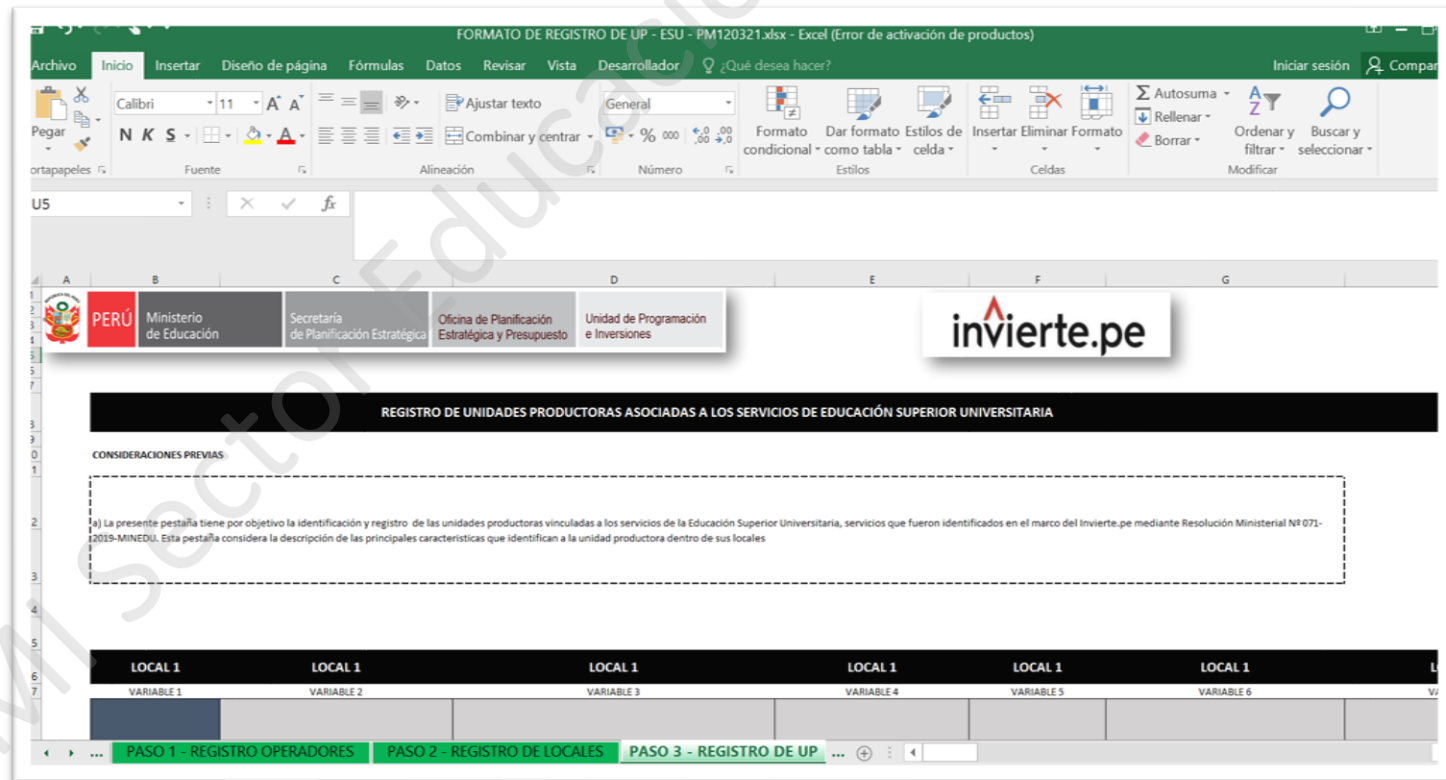 FORMATO DE REGISTRO DE UP - ESU - PM120321.xlsx - Excel (Error de activación de productos)
Archivo Inicio Insertar Diseño de página Fórmulas Datos Revisar Vista Desarrollador ¿Qué desea hacer? Iniciar sesión Compar
Calibri 11 A A Ajustar texto General Σ Autosuma
Rellenar
Pegar N K S A Combinar y centrar % 000 Formato Dar formato Estilos de Insertar Eliminar Formato Borrar Ordenar y Buscar y
condicional como tabla celda filtrar seleccionar
ortapapeles Fuente Alineación Número Estilos Celdas Modificar
U5 fx
A B C D E F G
PERÚ Ministerio de Educación
Secretaría de Planificación Estratégica
Oficina de Planificación Estratégica y Presupuesto
Unidad de Programación e Inversiones
invierte.pe
REGISTRO DE UNIDADES PRODUCTORAS ASOCIADAS A LOS SERVICIOS DE EDUCACIÓN SUPERIOR UNIVERSITARIA
CONSIDERACIONES PREVIAS
a) La presente pestaña tiene por objetivo la identificación y registro de las unidades productoras vinculadas a los servicios de la Educación Superior Universitaria, servicios que fueron identificados en el marco del Invierte.pe mediante Resolución Ministerial Nº 071-
2019-MINEDU. Esta pestaña considera la descripción de las principales características que identifican a la unidad productora dentro de sus locales
LOCAL 1 LOCAL 1 LOCAL 1 LOCAL 1 LOCAL 1 LOCAL 1
VARIABLE 1 VARIABLE 2 VARIABLE 3 VARIABLE 4 VARIABLE 5 VARIABLE 6
... PASO 1 - REGISTRO OPERADORES PASO 2 - REGISTRO DE LOCALES PASO 3 - REGISTRO DE UP ...
MI Sector Educación